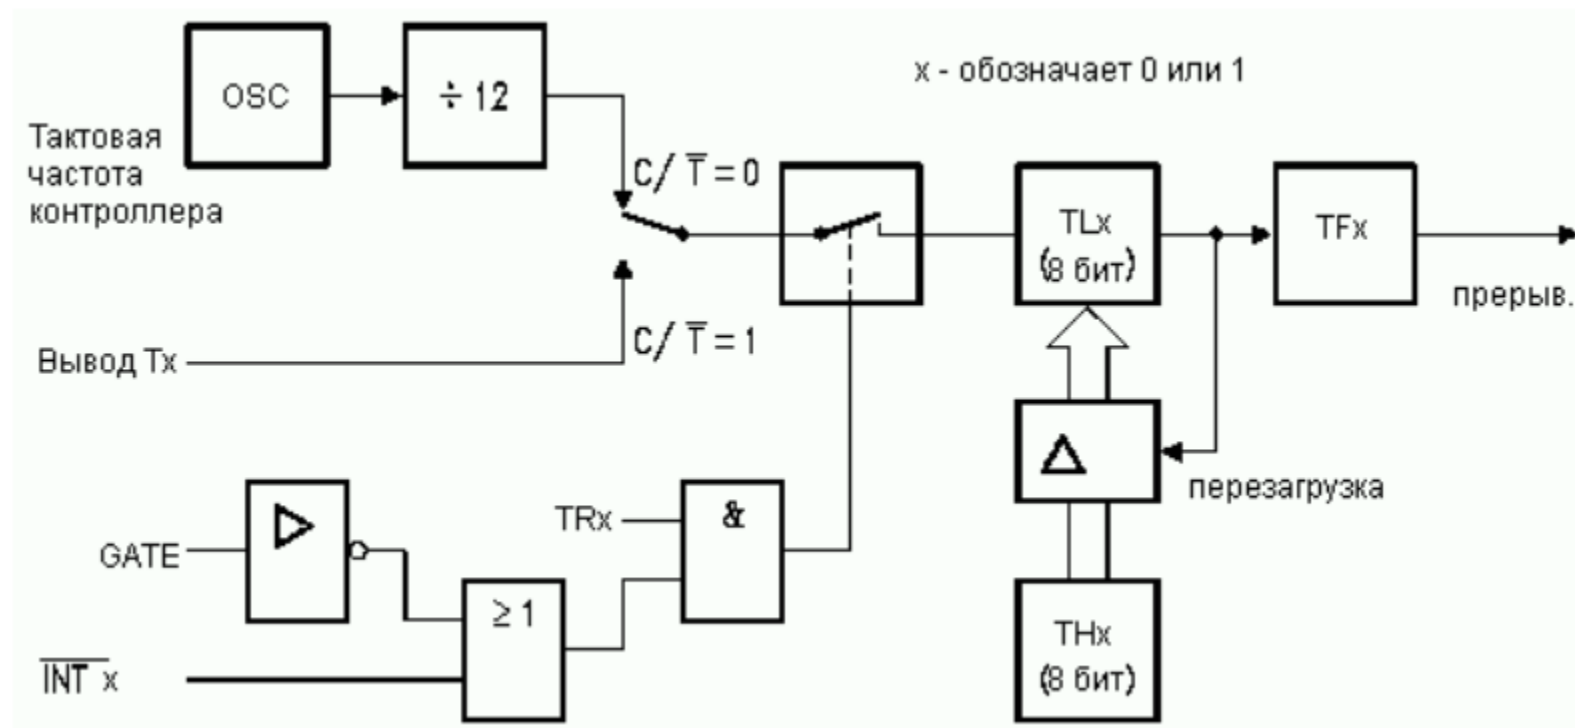 OSC
÷ 12
x - обозначает 0 или 1
Тактовая
частота
контроллера
C/ T̅ = 0
TLx
(8 бит)
TFx
прерыв.
C/ T̅ = 1
Вывод Tx
перезагрузка
TRx
&
GATE
≥ 1
I̅N̅T̅ x
THx
(8 бит)